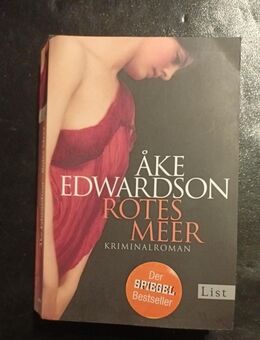 ÅKE
EDWARDSON
ROTES
MEER
KRIMINALROMAN
Der
SPIEGEL
Bestseller
List